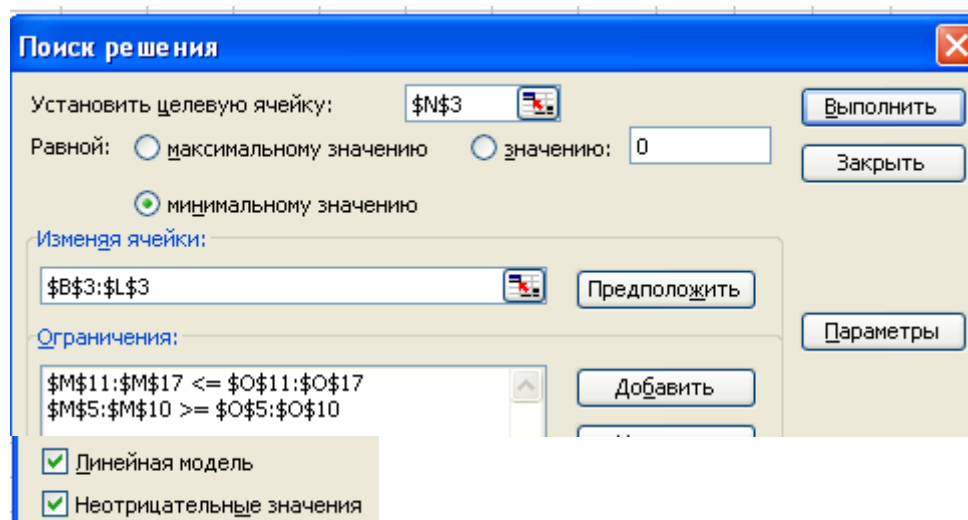 Поиск решения
Установить целевую ячейку: $N$3 Выполнить
Равной: максимальному значению значению: 0 Закрыть
минимальному значению
Изменяя ячейки:
$B$3:$L$3 Предположить
Ограничения: Параметры
$M$11:$M$17 <= $O$11:$O$17 Добавить
$M$5:$M$10 >= $O$5:$O$10
Линейная модель
Неотрицательные значения